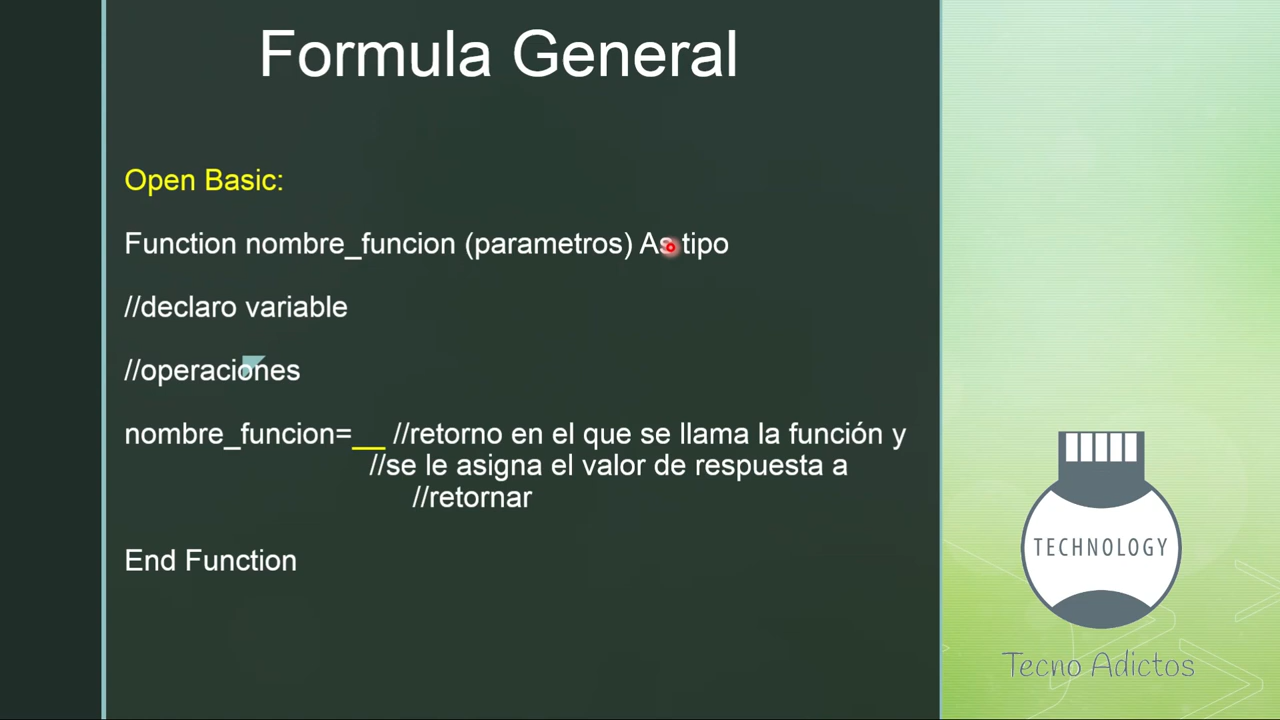 Formula General
Open Basic:
Function nombre_funcion (parametros) As tipo
//declaro variable
//operaciones
nombre_funcion=__ //retorno en el que se llama la función y
//se le asigna el valor de respuesta a
//retornar
End Function
TECHNOLOGY
Tecno Adictos